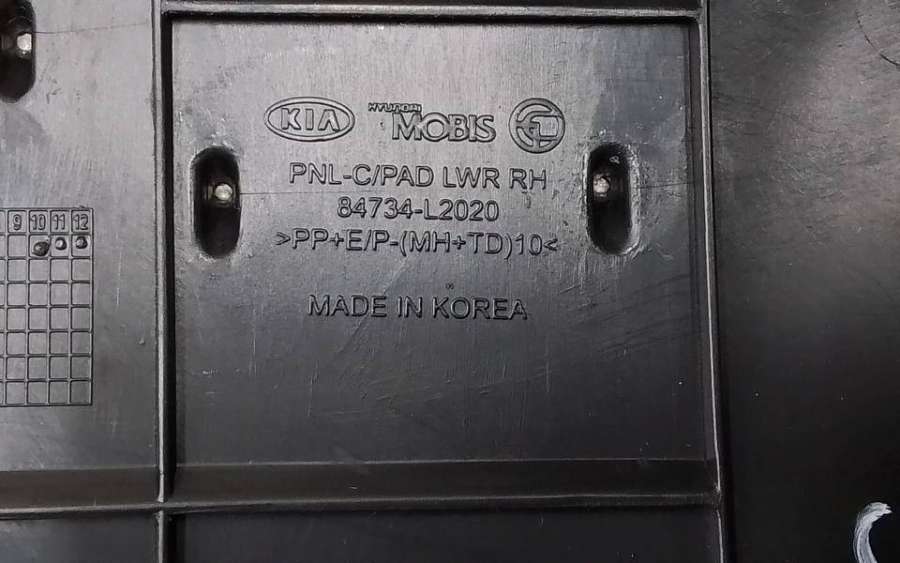 KIA HYUNDAI MOBIS
PNL-C/PAD LWR RH
84734-L2020
>PP+E/P-(MH+TD)10<
MADE IN KOREA
9 10 11 12